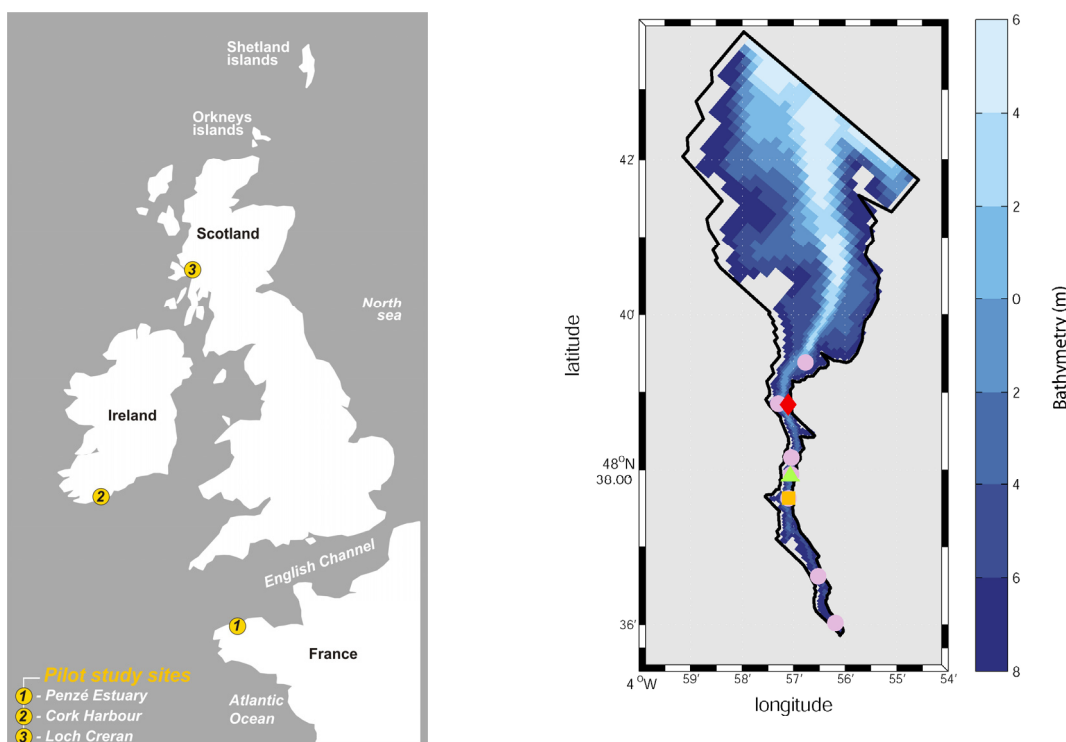 Shetland
islands
Orkneys
islands
Scotland
3
North
sea
Ireland
2
English Channel
1
France
Pilot study sites
1 - Penzé Estuary
2 - Cork Harbour
3 - Loch Creran
Atlantic
Ocean
latitude
42'
40'
48°N
38.00
36'
4 °W
59'
58'
57'
56'
55'
54'
longitude
6
4
2
0
2
4
6
8
Bathymetry (m)